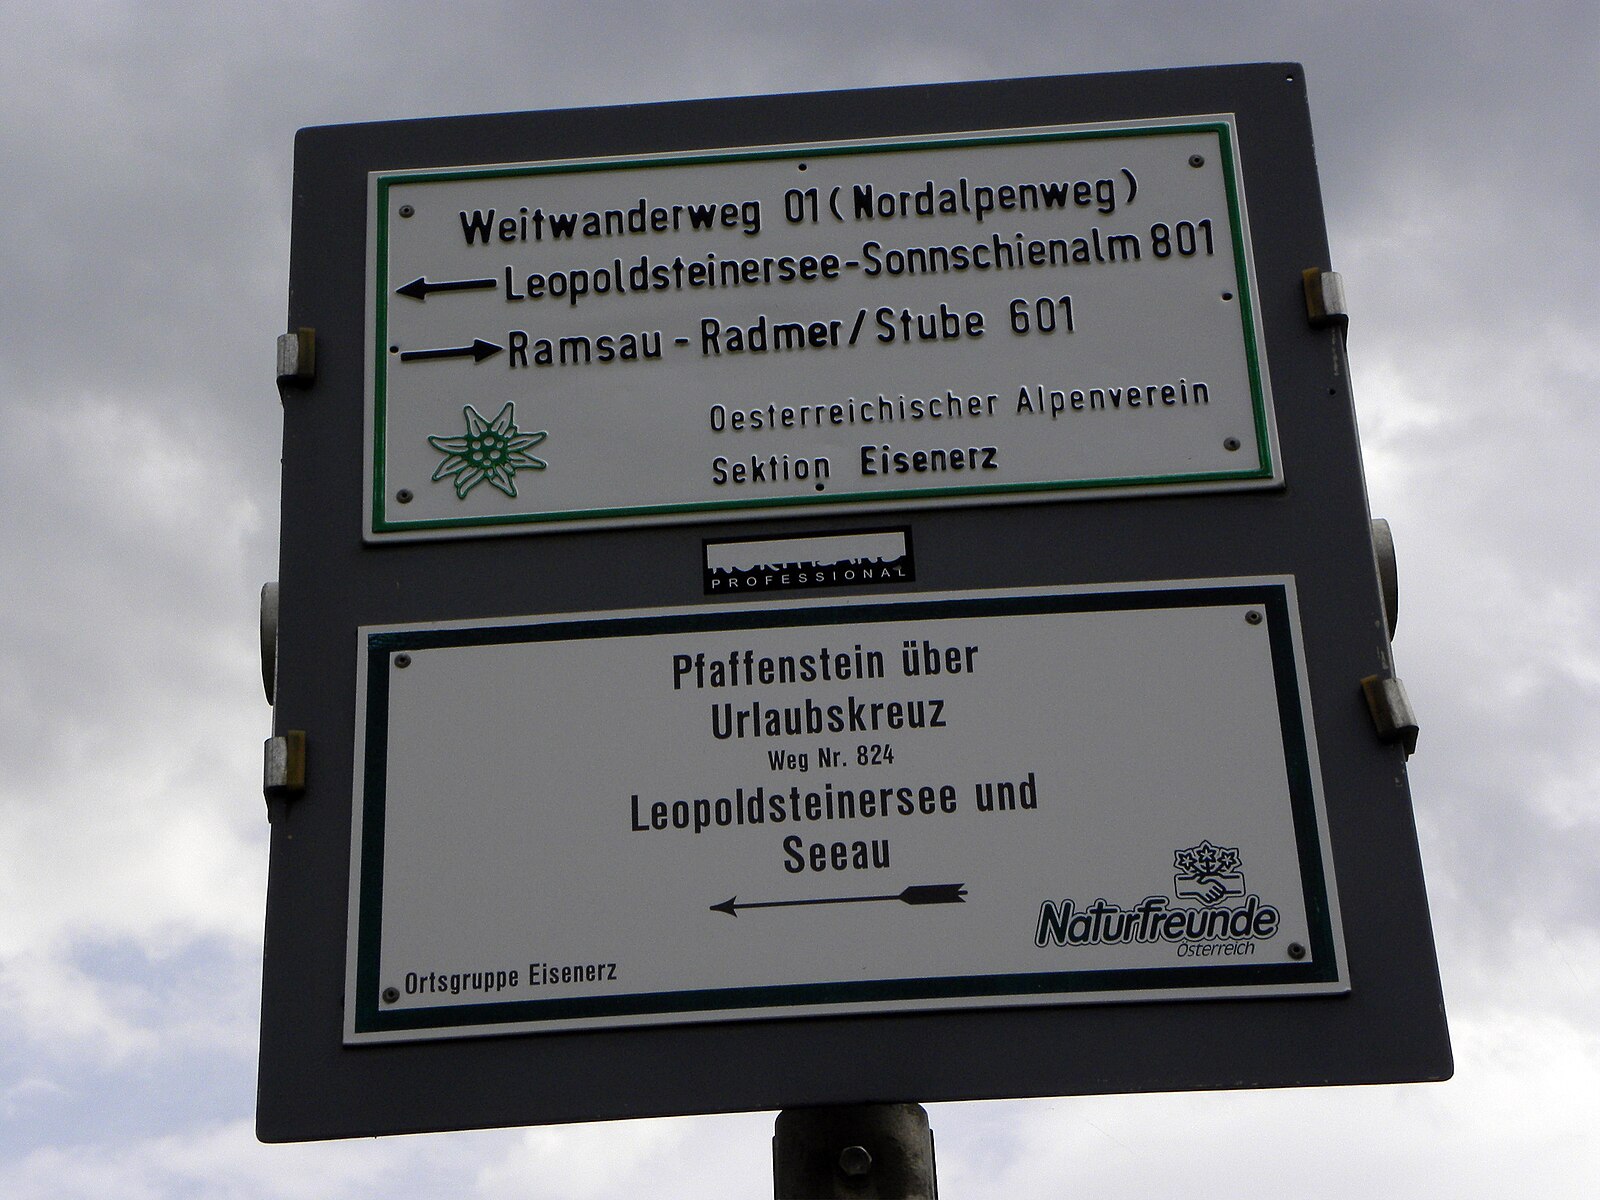 Weitwanderweg 01 (Nordalpenweg)
Leopoldsteinersee-Sonnschienalm 801
Ramsau - Radmer/Stube 601
Oesterreichischer Alpenverein
Sektion Eisenerz
PROFESSIONAL
Pfaffenstein über
Urlaubskreuz
Weg Nr. 824
Leopoldsteinersee und
Seeau
Naturfreunde
Österreich
Ortsgruppe Eisenerz